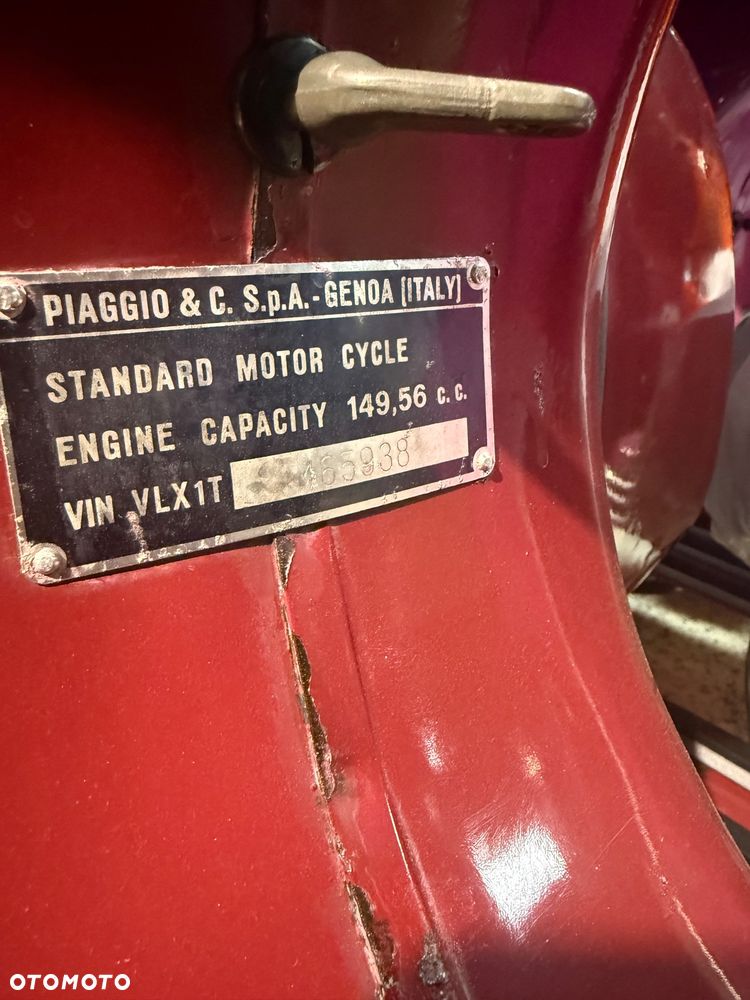 PIAGGIO & C. S.p.A.-GENOA (ITALY)
STANDARD MOTOR CYCLE
ENGINE CAPACITY 149,56 c.c.
VIN VLX1T
OTOMOTO